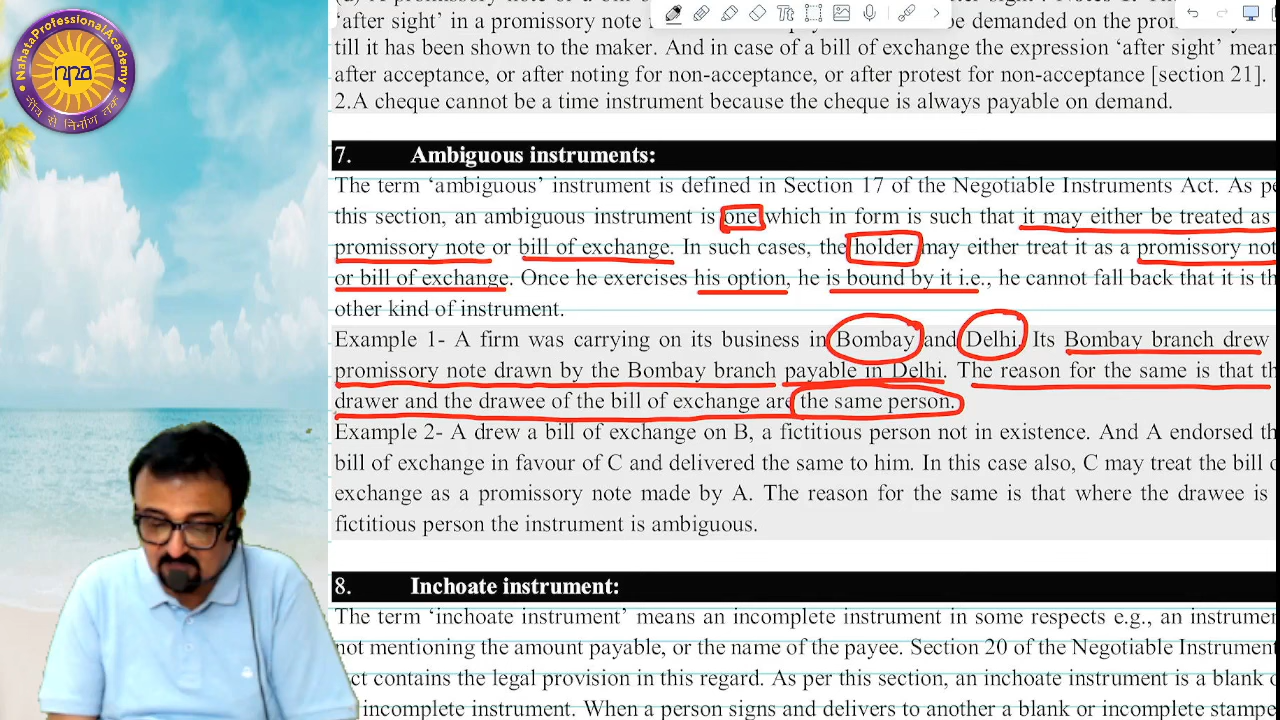 NahataProfessionalAcademy
npa
नींव से निर्माण तक
'after sight' in a promissory note be demanded on the pron
till it has been shown to the maker. And in case of a bill of exchange the expression 'after sight' mean
after acceptance, or after noting for non-acceptance, or after protest for non-acceptance [section 21].
2.A cheque cannot be a time instrument because the cheque is always payable on demand.
7. Ambiguous instruments:
The term 'ambiguous' instrument is defined in Section 17 of the Negotiable Instruments Act. As pe
this section, an ambiguous instrument is one which in form is such that it may either be treated as
promissory note or bill of exchange. In such cases, the holder may either treat it as a promissory not
or bill of exchange. Once he exercises his option, he is bound by it i.e., he cannot fall back that it is th
other kind of instrument.
Example 1- A firm was carrying on its business in Bombay and Delhi. Its Bombay branch drew
promissory note drawn by the Bombay branch payable in Delhi. The reason for the same is that th
drawer and the drawee of the bill of exchange are the same person.
Example 2- A drew a bill of exchange on B, a fictitious person not in existence. And A endorsed th
bill of exchange in favour of C and delivered the same to him. In this case also, C may treat the bill o
exchange as a promissory note made by A. The reason for the same is that where the drawee is
fictitious person the instrument is ambiguous.
8. Inchoate instrument:
The term 'inchoate instrument' means an incomplete instrument in some respects e.g., an instrumen
not mentioning the amount payable, or the name of the payee. Section 20 of the Negotiable Instrument
ct contains the legal provision in this regard. As per this section, an inchoate instrument is a blank o
incomplete instrument. When a person signs and delivers to another a blank or incomplete stampe